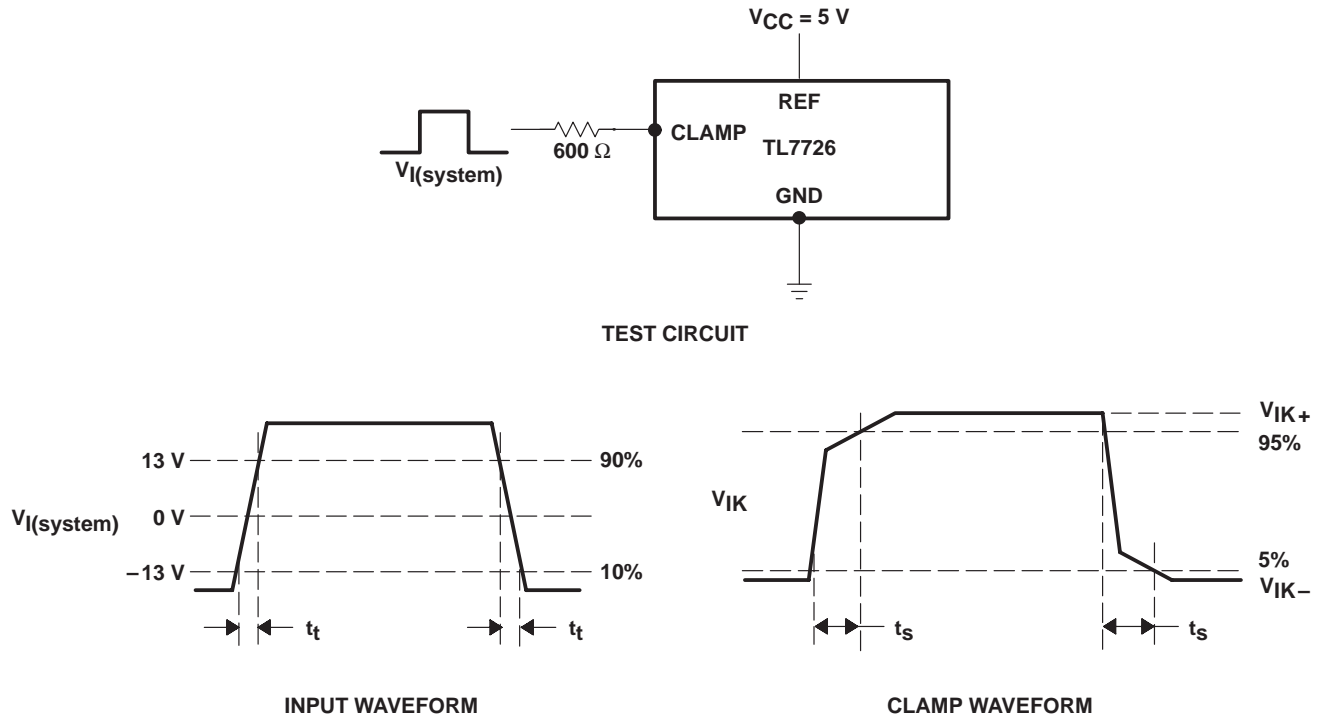 VCC = 5 V
REF
CLAMP
TL7726
600 Ω
VI(system)
GND
TEST CIRCUIT
VIK+
95%
13 V
90%
VI(system)
0 V
VIK
–13 V
10%
5%
VIK–
tt
tt
ts
ts
INPUT WAVEFORM
CLAMP WAVEFORM